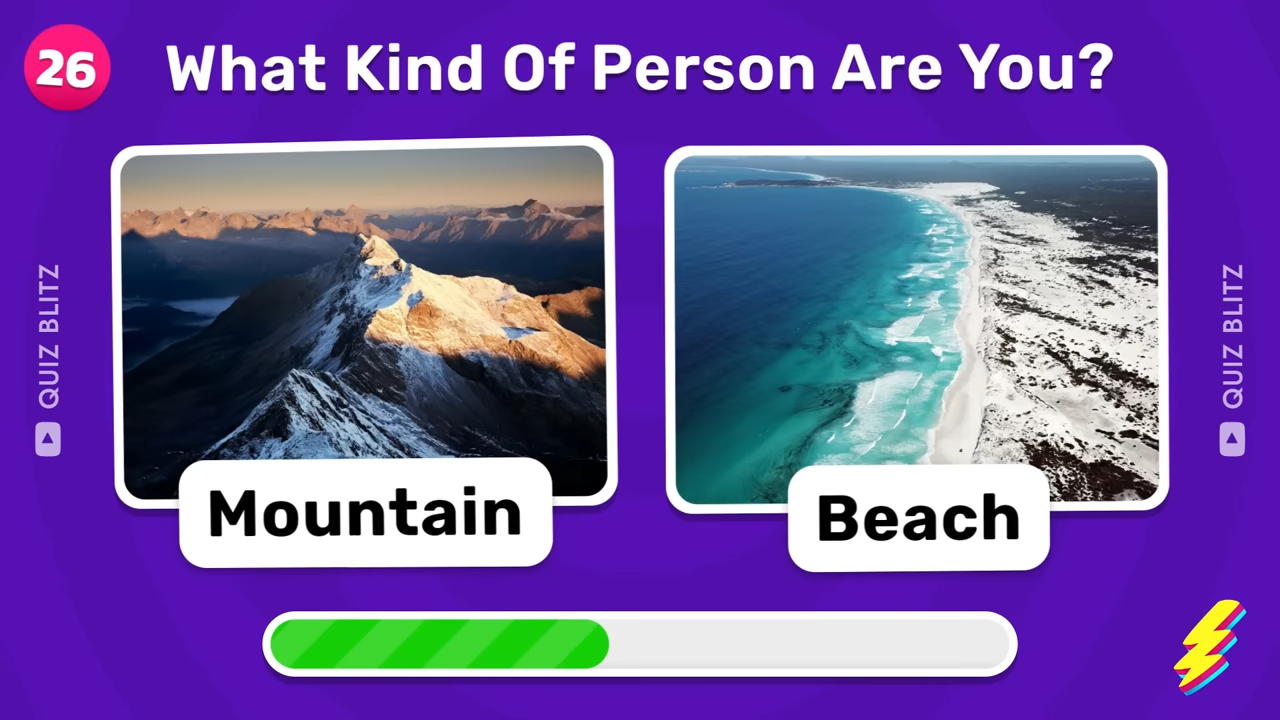 26
What Kind Of Person Are You?
QUIZ BLITZ
QUIZ BLITZ
Mountain
Beach